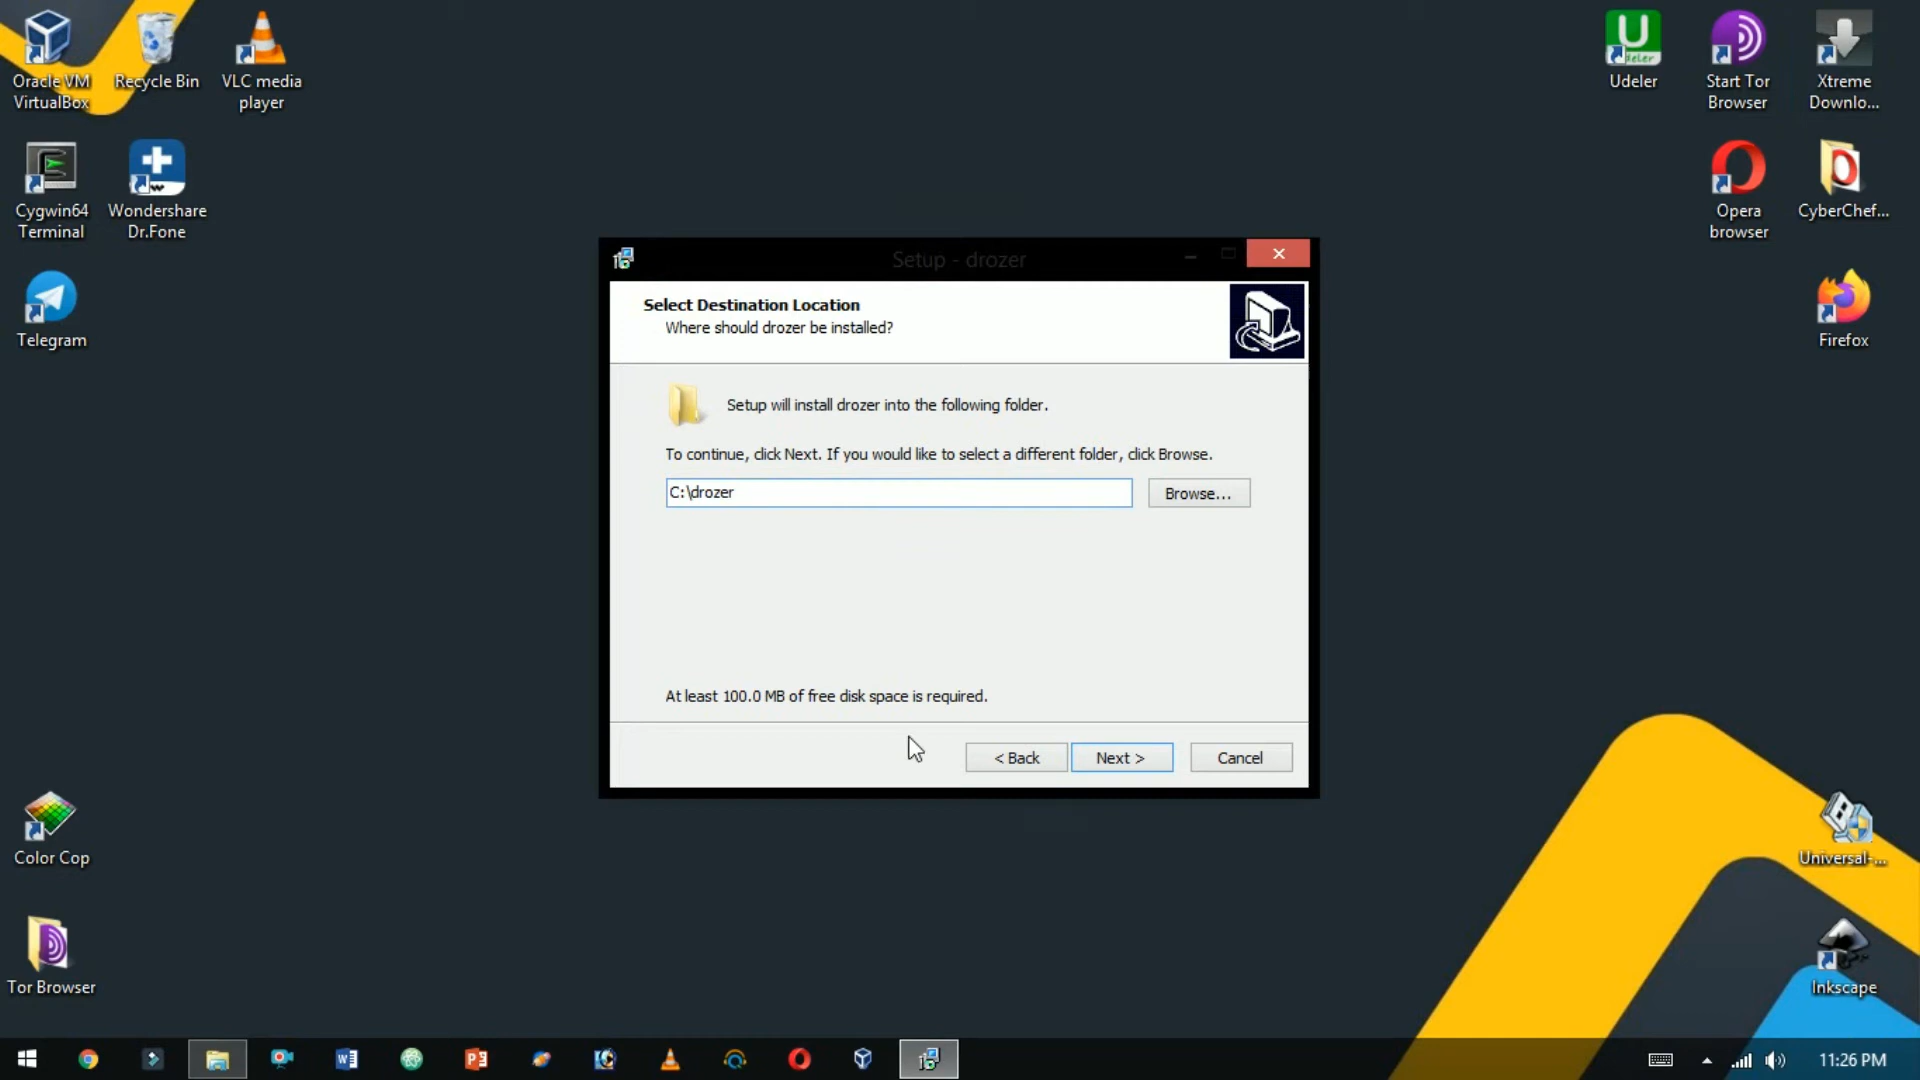 Oracle VM
VirtualBox
Recycle Bin
VLC media
player
Udeler
Start Tor
Browser
Xtreme
Downlo...
Cygwin64
Terminal
Wondershare
Dr.Fone
Opera
browser
CyberChef...
Telegram
Firefox
Setup - drozer
Select Destination Location
Where should drozer be installed?
Setup will install drozer into the following folder.
To continue, click Next. If you would like to select a different folder, click Browse.
C:\drozer
Browse...
At least 100.0 MB of free disk space is required.
< Back
Next >
Cancel
Color Cop
Universal-...
Tor Browser
Inkscape
11:26 PM